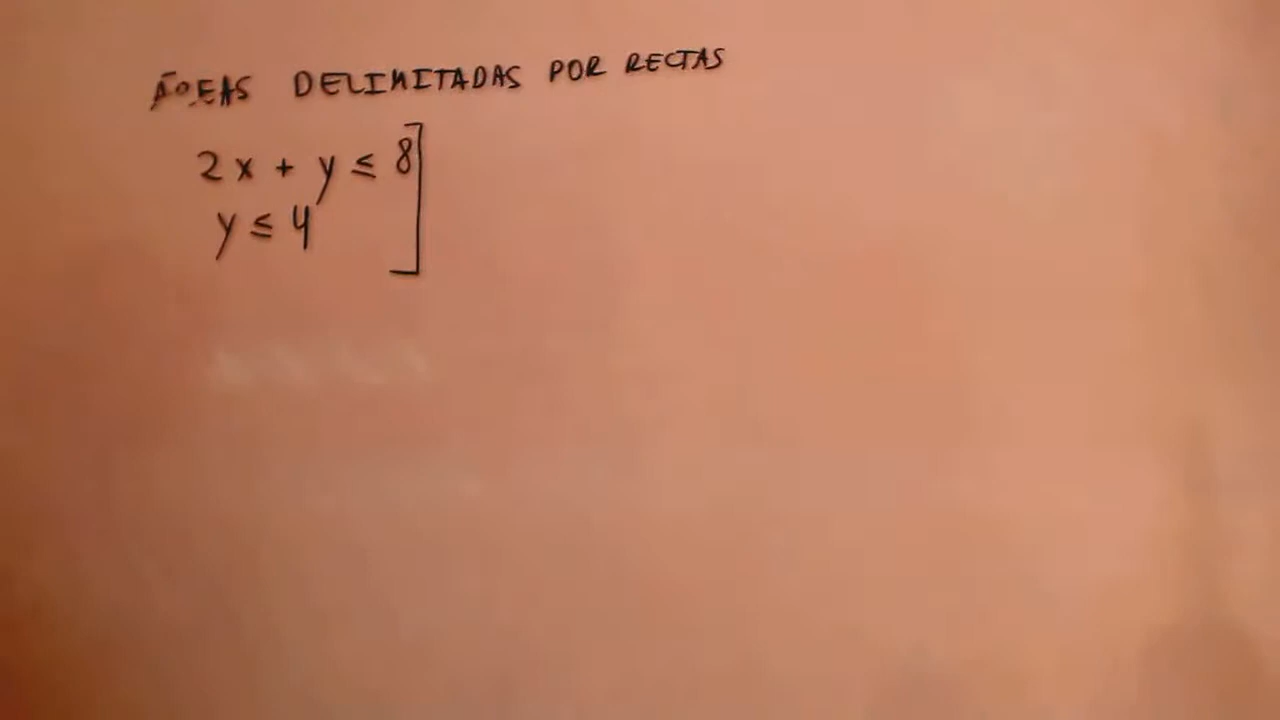 ÁREAS DELIMITADAS POR RECTAS
2x + y ≤ 8]
y ≤ 4